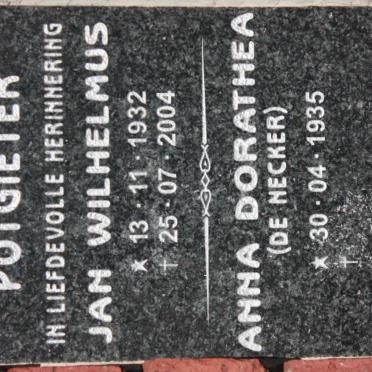 POTGIETER
IN LIEFDEVOLLE HERINNERING
JAN WILHELMUS
★ 13 · 11 · 1932
† 25 · 07 · 2004
ANNA DORATHEA
(DE NECKER)
★ 30 · 04 · 1935
†